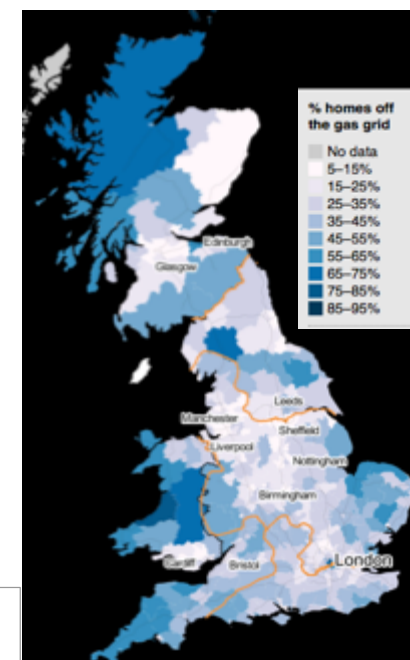 % homes off
the gas grid
No data
5–15%
15–25%
25–35%
35–45%
45–55%
55–65%
65–75%
75–85%
85–95%
Edinburgh
Glasgow
Leeds
Manchester
Sheffield
Liverpool
Nottingham
Birmingham
Cardiff
Bristol
London